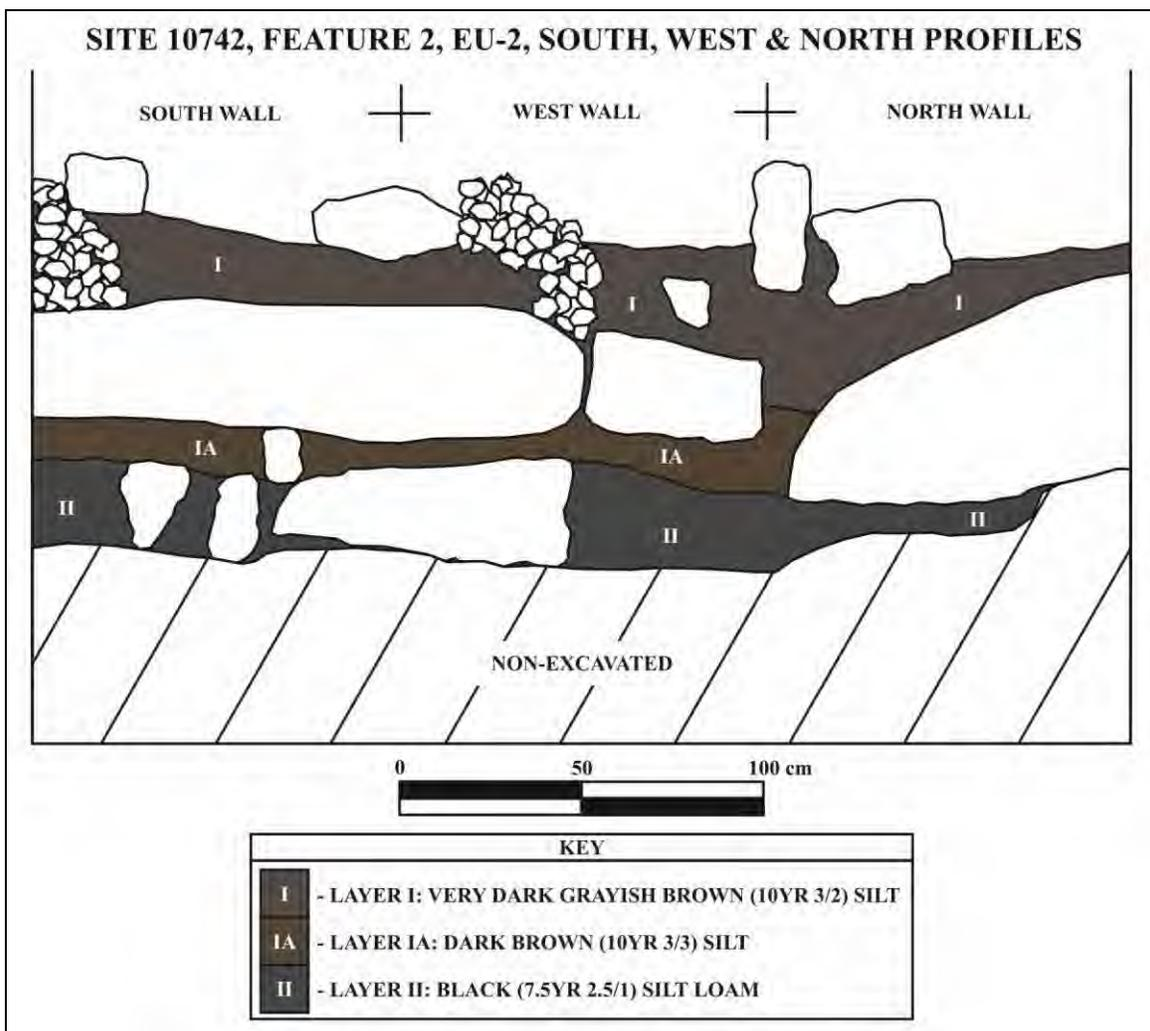 SITE 10742, FEATURE 2, EU-2, SOUTH, WEST & NORTH PROFILES
SOUTH WALL
WEST WALL
NORTH WALL
I
I
I
IA
IA
II
II
II
NON-EXCAVATED
0
50
100 cm
KEY
I - LAYER I: VERY DARK GRAYISH BROWN (10YR 3/2) SILT
IA - LAYER IA: DARK BROWN (10YR 3/3) SILT
II - LAYER II: BLACK (7.5YR 2.5/1) SILT LOAM